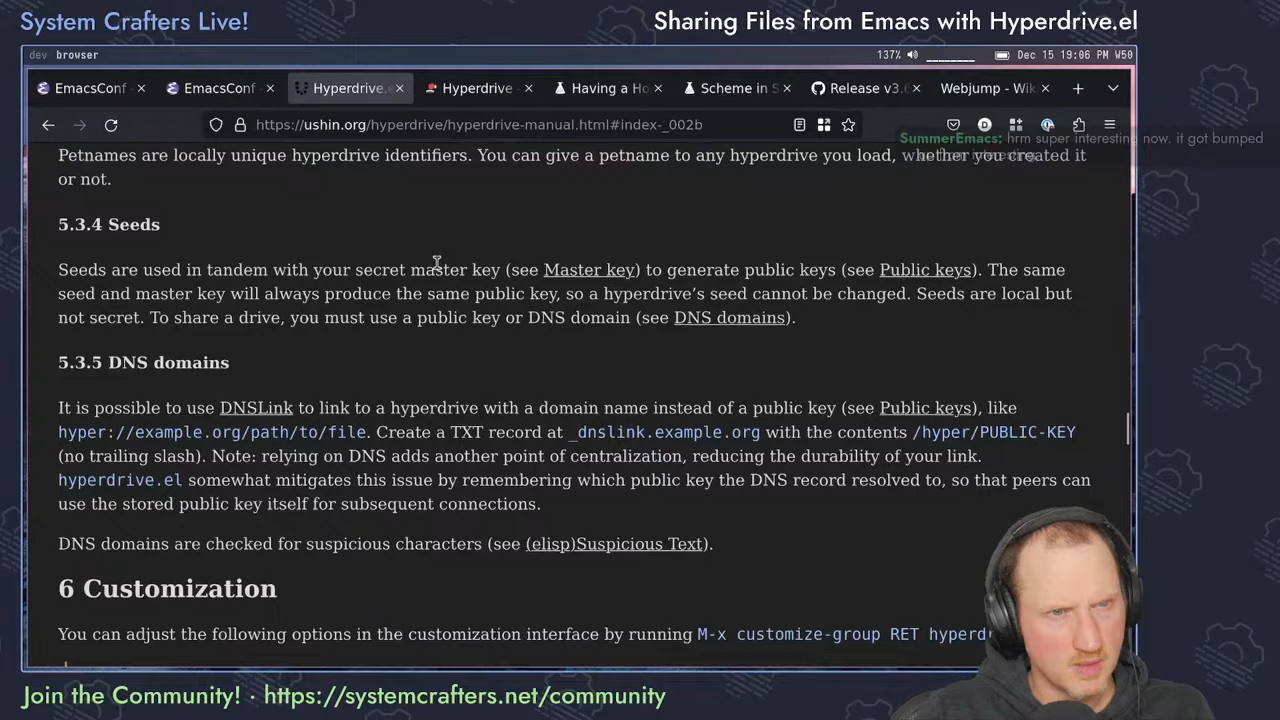 System Crafters Live!
Sharing Files from Emacs with Hyperdrive.el
dev browser
137% Dec 15 19:06 PM W50
EmacsConf
EmacsConf
Hyperdrive.e
Hyperdrive
Having a Ho
Scheme in S
Release v3.
Webjump - Wiki
https://ushin.org/hyperdrive/hyperdrive-manual.html#index-_002b
SummerEmacs: hrm super interesting now. it got bumped
interesting
Petnames are locally unique hyperdrive identifiers. You can give a petname to any hyperdrive you load, whether you created it
or not.
5.3.4 Seeds
Seeds are used in tandem with your secret master key (see Master key) to generate public keys (see Public keys). The same
seed and master key will always produce the same public key, so a hyperdrive’s seed cannot be changed. Seeds are local but
not secret. To share a drive, you must use a public key or DNS domain (see DNS domains).
5.3.5 DNS domains
It is possible to use DNSLink to link to a hyperdrive with a domain name instead of a public key (see Public keys), like
hyper://example.org/path/to/file. Create a TXT record at _dnslink.example.org with the contents /hyper/PUBLIC-KEY
(no trailing slash). Note: relying on DNS adds another point of centralization, reducing the durability of your link.
hyperdrive.el somewhat mitigates this issue by remembering which public key the DNS record resolved to, so that peers can
use the stored public key itself for subsequent connections.
DNS domains are checked for suspicious characters (see (elisp)Suspicious Text).
6 Customization
You can adjust the following options in the customization interface by running M-x customize-group RET hyperd
Join the Community! · https://systemcrafters.net/community